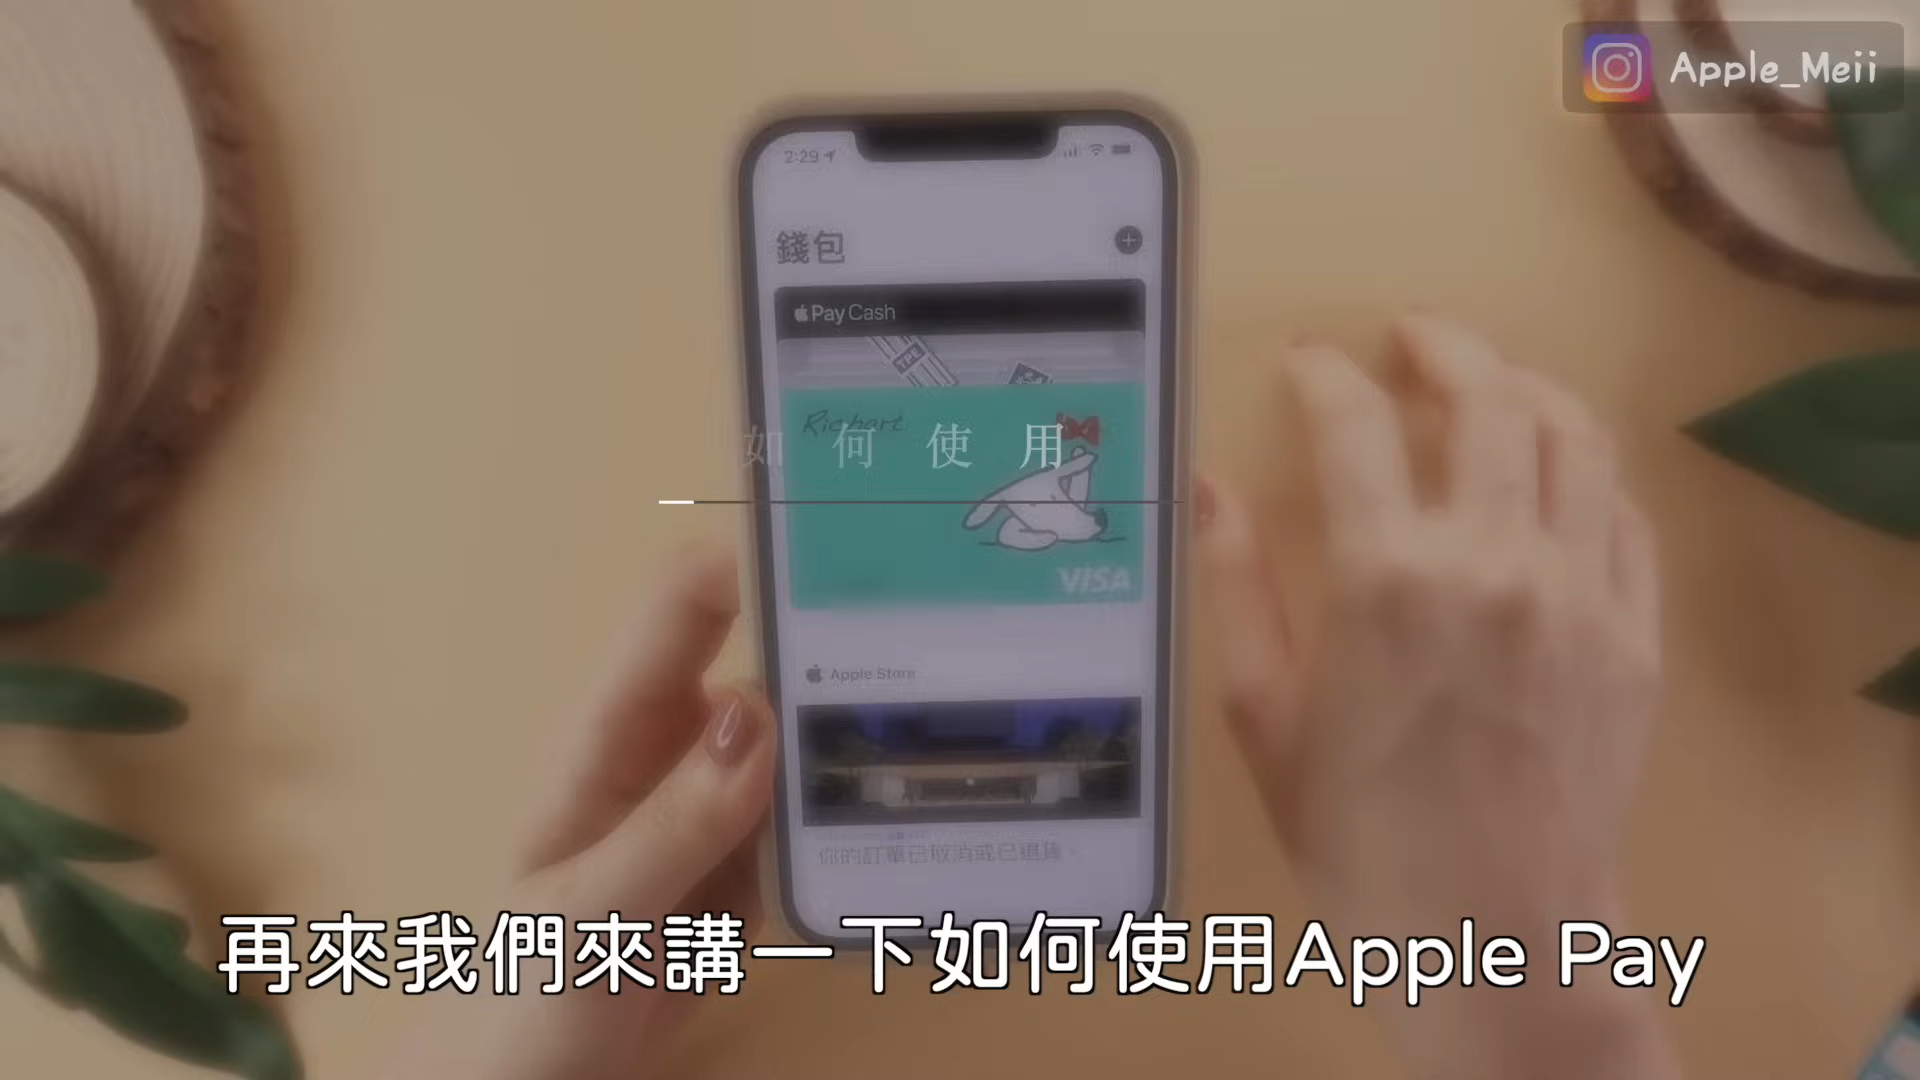 Apple_Meii
2:29
錢包
Pay Cash
TPE
Richart
如何使用
VISA
Apple Store
你的訂單已取消或已退貨。
再來我們來講一下如何使用Apple Pay